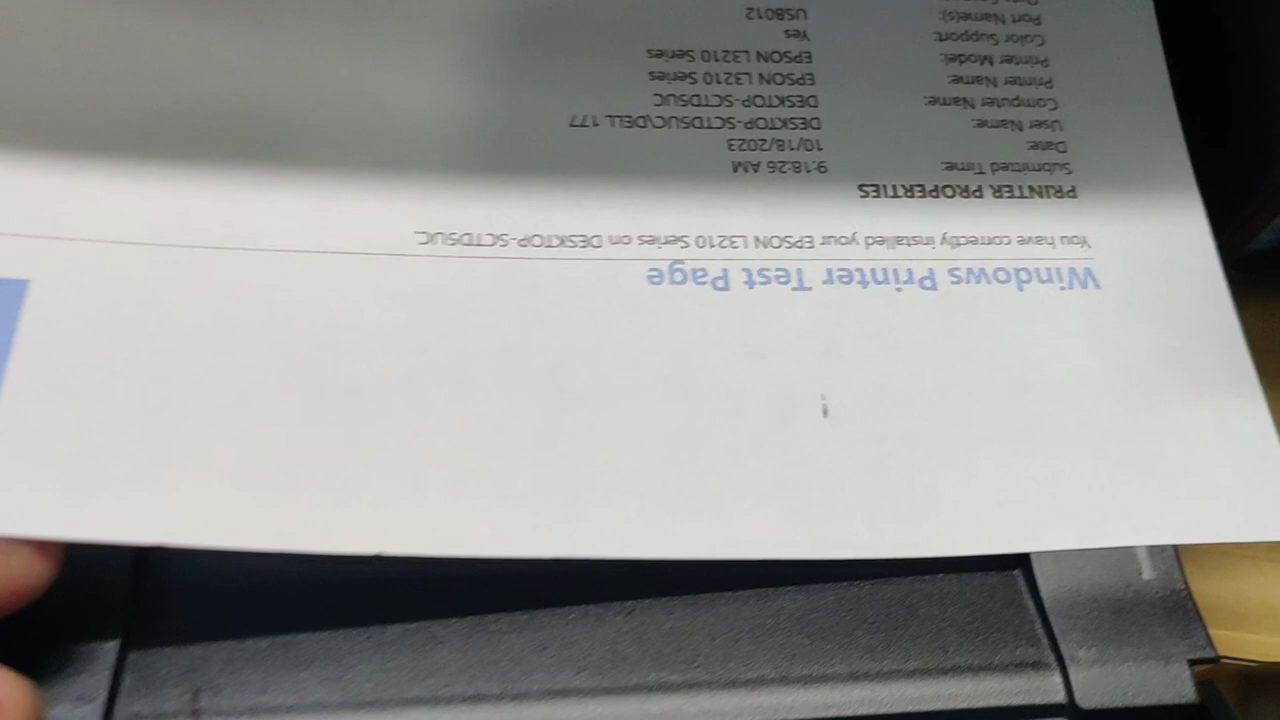 Windows Printer Test Page
You have correctly installed your EPSON L3210 Series on DESKTOP-SCTDSUC.
PRINTER PROPERTIES
Submitted Time: 9:18:26 AM
Date: 10/18/2023
User Name: DESKTOP-SCTDSUC\DELL 177
Computer Name: DESKTOP-SCTDSUC
Printer Name: EPSON L3210 Series
Printer Model: EPSON L3210 Series
Color Support: Yes
Port Name(s): USB012